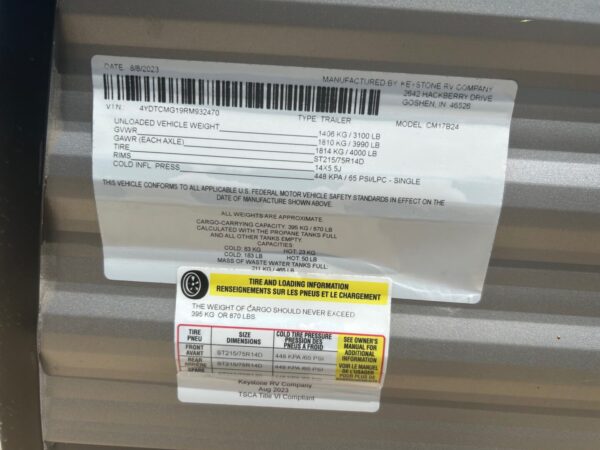 DATE: 8/8/2023
MANUFACTURED BY KEYSTONE RV COMPANY
2642 HACKBERRY DRIVE
GOSHEN, IN 46526
V.I.N. 4YDTCMG19RM932470
TYPE: TRAILER
MODEL: CM17B24
UNLOADED VEHICLE WEIGHT 1406 KG / 3100 LB
GVWR 1810 KG / 3990 LB
GAWR (EACH AXLE) 1814 KG / 4000 LB
TIRE ST215/75R14D
RIMS 14X5.5J
COLD INFL. PRESS 448 KPA / 65 PSI/LPC - SINGLE
THIS VEHICLE CONFORMS TO ALL APPLICABLE U.S. FEDERAL MOTOR VEHICLE SAFETY STANDARDS IN EFFECT ON THE
DATE OF MANUFACTURE SHOWN ABOVE.
ALL WEIGHTS ARE APPROXIMATE.
CARGO-CARRYING CAPACITY: 395 KG / 870 LB
CALCULATED WITH THE PROPANE TANKS FULL
AND ALL OTHER TANKS EMPTY.
CAPACITIES
COLD: 83 KG HOT: 23 KG
COLD: 183 LB HOT: 50 LB
MASS OF WASTE WATER TANKS FULL:
211 KG / 465 LB
TIRE AND LOADING INFORMATION
RENSEIGNEMENTS SUR LES PNEUS ET LE CHARGEMENT
THE WEIGHT OF CARGO SHOULD NEVER EXCEED
395 KG OR 870 LBS.
TIRE
PNEU
SIZE
DIMENSIONS
COLD TIRE PRESSURE
PRESSION DES
PNEUS A FROID
SEE OWNER'S
MANUAL FOR
ADDITIONAL
INFORMATION
FRONT
AVANT
ST215/75R14D
448 KPA /65 PSI
REAR
ST215/75R14D
448 KPA /65 PSI
SPARE
VOIR LE MANUEL
DE L'USAGER
POUR PLUS DE
Keystone RV Company
Aug 2023
TSCA Title VI Compliant